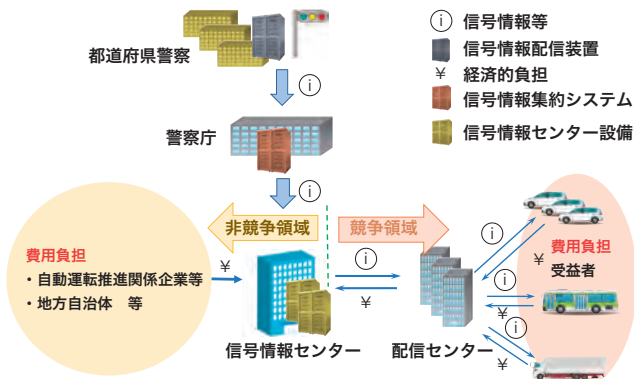 ⓘ 信号情報等
信号情報配信装置
¥ 経済的負担
信号情報集約システム
信号情報センター設備
都道府県警察
ⓘ
警察庁
ⓘ
非競争領域
競争領域
費用負担
・自動運転推進関係企業等
・地方自治体 等
¥
ⓘ
¥
ⓘ
¥
費用負担
受益者
ⓘ
¥
ⓘ
¥
信号情報センター
配信センター